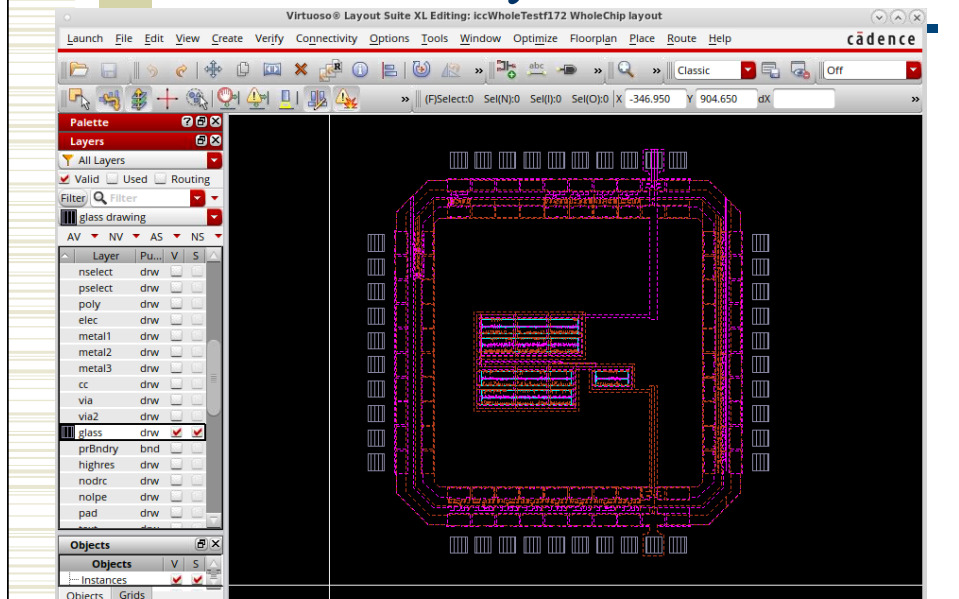 Virtuoso® Layout Suite XL Editing: iccWholeTestf172 WholeChip layout
Launch File Edit View Create Verify Connectivity Options Tools Window Optimize Floorplan Place Route Help
cādence
» abc » » Classic Off
» (F)Select:0 Sel(N):0 Sel(I):0 Sel(O):0 X -346.950 Y 904.650 dX »
Palette
Layers
All Layers
Valid Used Routing
Filter Filter
glass drawing
AV NV AS NS
Layer Pu... V S
nselect drw
pselect drw
poly drw
elec drw
metal1 drw
metal2 drw
metal3 drw
cc drw
via drw
via2 drw
glass drw
prBndry bnd
highres drw
nodrc drw
nolpe drw
pad drw
Objects
Objects V S
Instances
Objects Grids